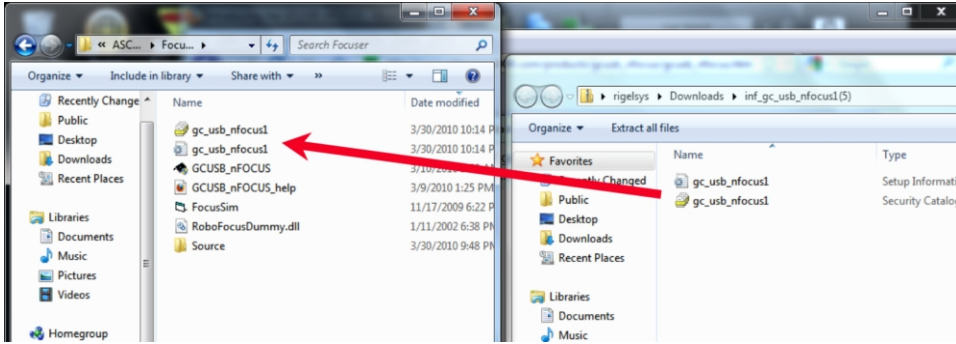 « ASC... ▸ Focu... ▸
Search Focuser
Organize
Include in library
Share with
»
Recently Change
Public
Desktop
Downloads
Recent Places
Libraries
Documents
Music
Pictures
Videos
Homegroup
Name Date modified
gc_usb_nfocus1 3/30/2010 10:14 P
gc_usb_nfocus1 3/30/2010 10:14 P
GCUSB_nFOCUS
GCUSB_nFOCUS_help 3/9/2010 1:25 PM
FocusSim 11/17/2009 6:22 P
RoboFocusDummy.dll 1/11/2002 6:38 PM
Source 3/30/2010 9:48 PM
▸ rigelsys ▸ Downloads ▸ inf_gc_usb_nfocus1(5)
Organize
Extract all files
Favorites
Recently Changed
Public
Desktop
Downloads
Recent Places
Libraries
Documents
Music
Name Type
gc_usb_nfocus1 Setup Informati
gc_usb_nfocus1 Security Catalo